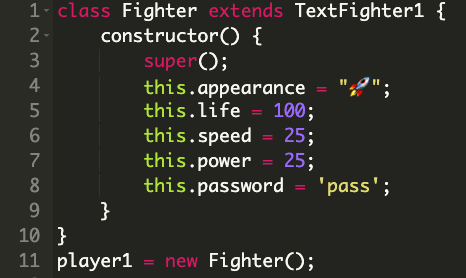 1 class Fighter extends TextFighter1 {
2 constructor() {
3 super();
4 this.appearance = "🚀";
5 this.life = 100;
6 this.speed = 25;
7 this.power = 25;
8 this.password = 'pass';
9 }
10 }
11 player1 = new Fighter();